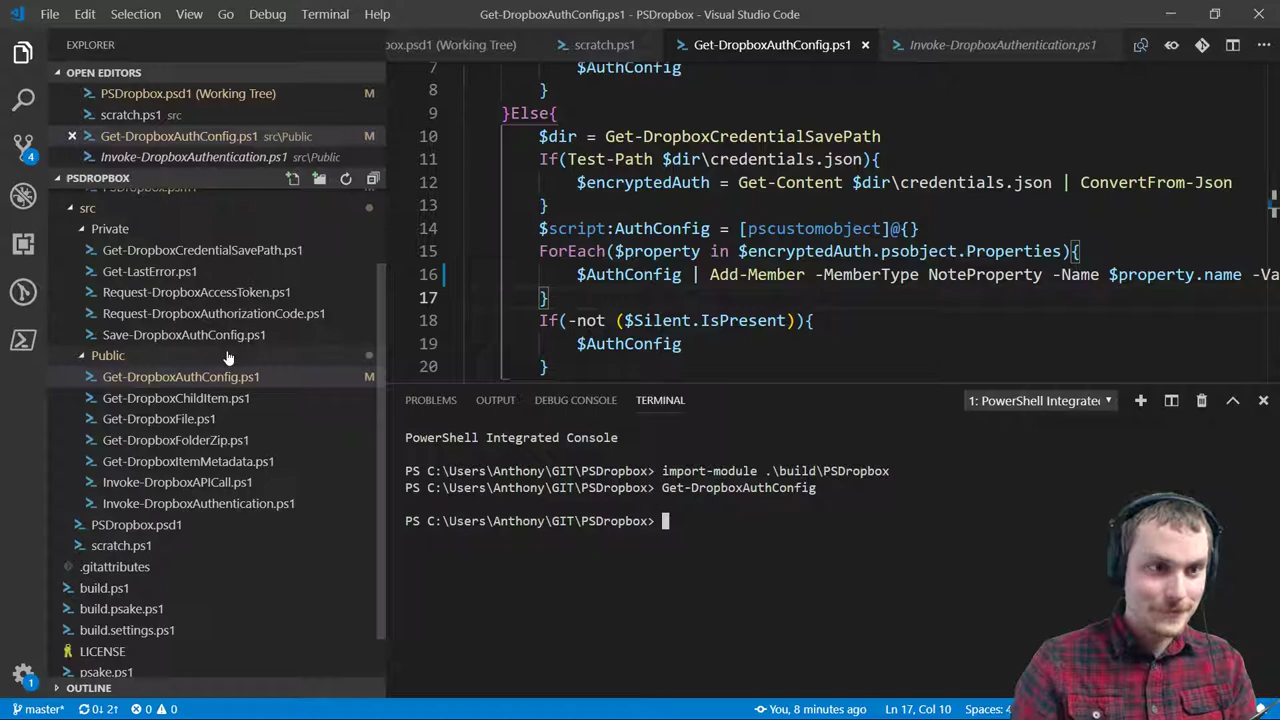 File Edit Selection View Go Debug Terminal Help
Get-DropboxAuthConfig.ps1 - PSDropbox - Visual Studio Code
EXPLORER
box.psd1 (Working Tree) scratch.ps1 Get-DropboxAuthConfig.ps1 Invoke-DropboxAuthentication.ps1
OPEN EDITORS
PSDropbox.psd1 (Working Tree) M
scratch.ps1 src
Get-DropboxAuthConfig.ps1 src\Public M
Invoke-DropboxAuthentication.ps1 src\Public
PSDROPBOX
src
Private
Get-DropboxCredentialSavePath.ps1
Get-LastError.ps1
Request-DropboxAccessToken.ps1
Request-DropboxAuthorizationCode.ps1
Save-DropboxAuthConfig.ps1
Public
Get-DropboxAuthConfig.ps1 M
Get-DropboxChildItem.ps1
Get-DropboxFile.ps1
Get-DropboxFolderZip.ps1
Get-DropboxItemMetadata.ps1
Invoke-DropboxAPICall.ps1
Invoke-DropboxAuthentication.ps1
PSDropbox.psd1
scratch.ps1
.gitattributes
build.ps1
build.psake.ps1
build.settings.ps1
LICENSE
psake.ps1
OUTLINE
7 $AuthConfig
8 }
9 }Else{
10 $dir = Get-DropboxCredentialSavePath
11 If(Test-Path $dir\credentials.json){
12 $encryptedAuth = Get-Content $dir\credentials.json | ConvertFrom-Json
13 }
14 $script:AuthConfig = [pscustomobject]@{}
15 ForEach($property in $encryptedAuth.psobject.Properties){
16 $AuthConfig | Add-Member -MemberType NoteProperty -Name $property.name -Va
17 }
18 If(-not ($Silent.IsPresent)){
19 $AuthConfig
20 }
PROBLEMS OUTPUT DEBUG CONSOLE TERMINAL 1: PowerShell Integrated
PowerShell Integrated Console
PS C:\Users\Anthony\GIT\PSDropbox> import-module .\build\PSDropbox
PS C:\Users\Anthony\GIT\PSDropbox> Get-DropboxAuthConfig
PS C:\Users\Anthony\GIT\PSDropbox>
4
1
master* 0↓ 2↑ 0 0 You, 8 minutes ago Ln 17, Col 10 Spaces: